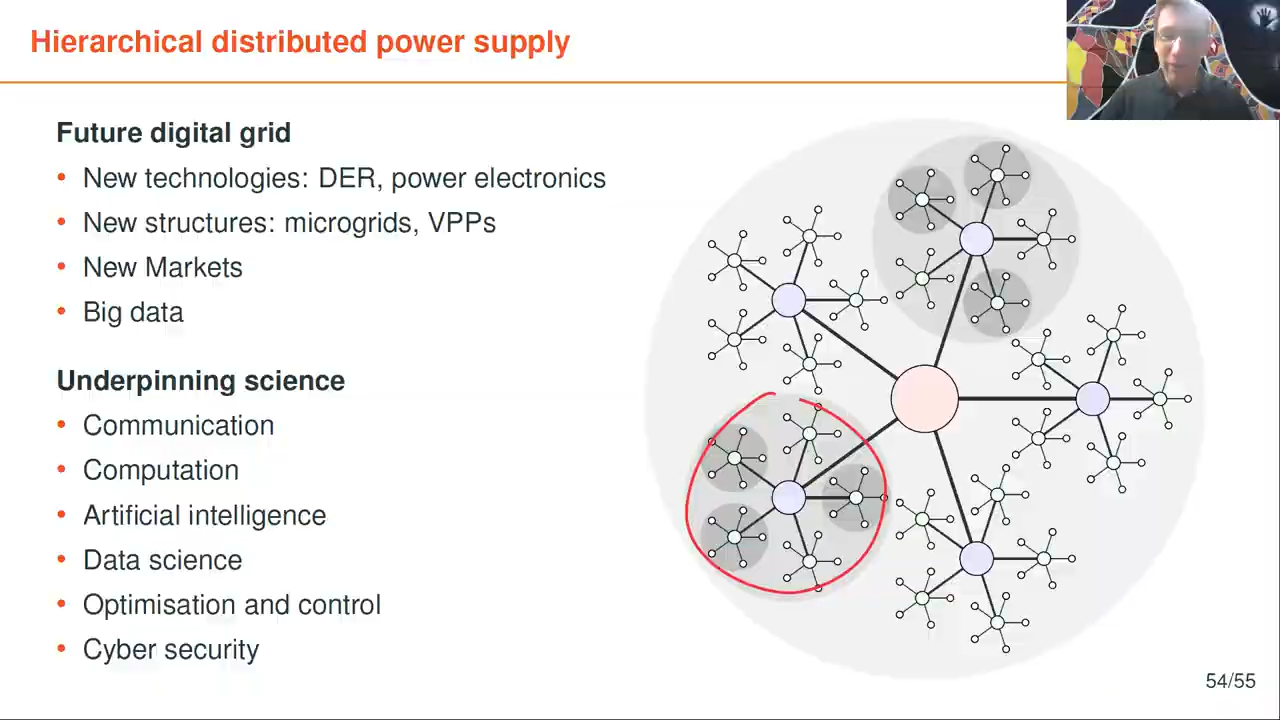 Hierarchical distributed power supply
Future digital grid
• New technologies: DER, power electronics
• New structures: microgrids, VPPs
• New Markets
• Big data
Underpinning science
• Communication
• Computation
• Artificial intelligence
• Data science
• Optimisation and control
• Cyber security
54/55